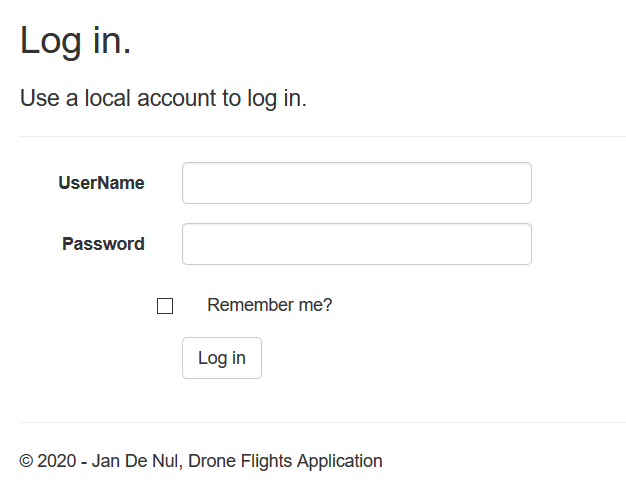 Log in.
Use a local account to log in.
UserName
Password
Remember me?
Log in
© 2020 - Jan De Nul, Drone Flights Application